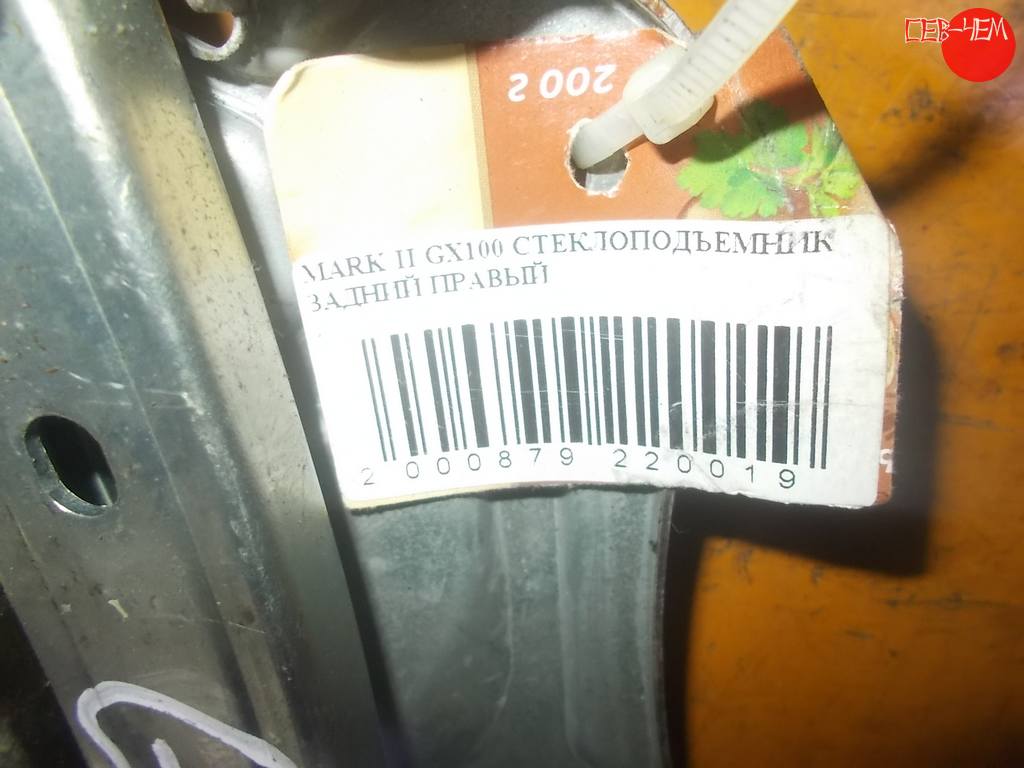 СЕВ-ЧЕМ
200 г
MARK II GX100 СТЕКЛОПОДЪЕМНИК
ЗАДНИЙ ПРАВЫЙ
2 000879 220019